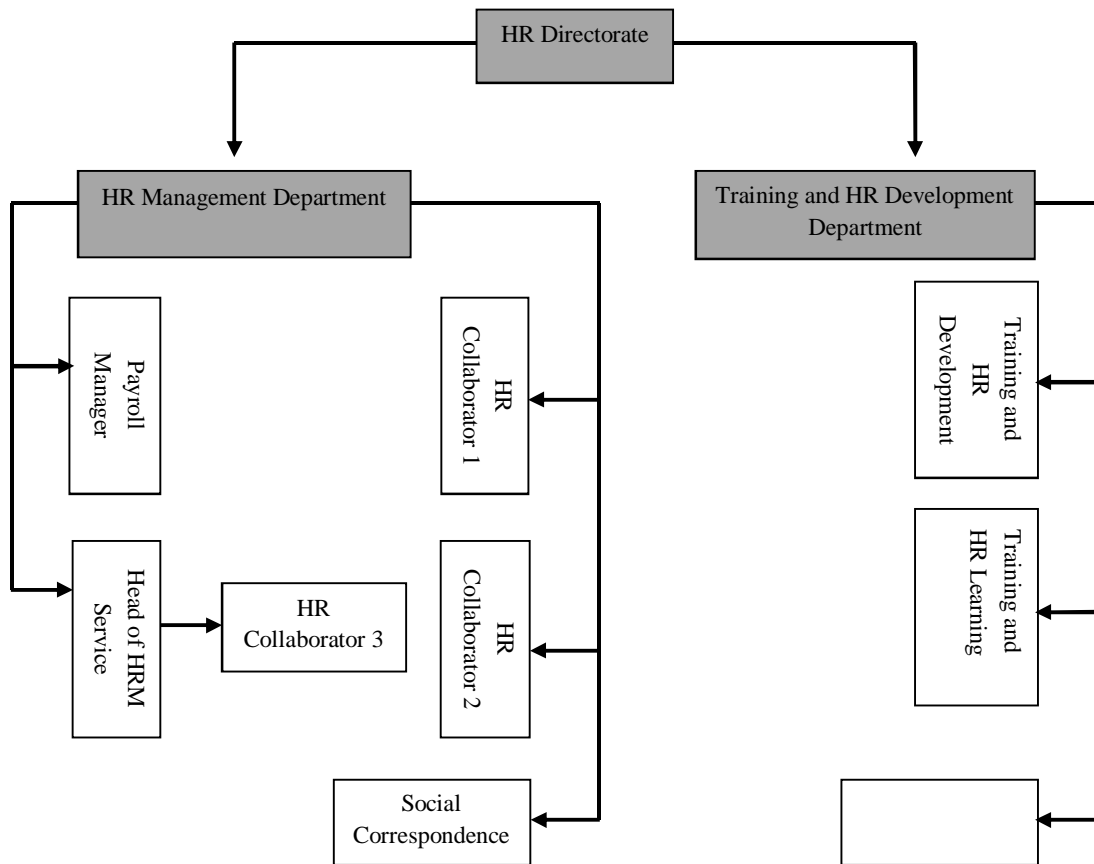 HR Directorate
HR Management Department
Training and HR Development
Department
Payroll
Manager
HR
Collaborator 1
Training and
HR
Development
Head of HRM
Service
HR
Collaborator 3
HR
Collaborator 2
Training and
HR Learning
Social
Correspondence